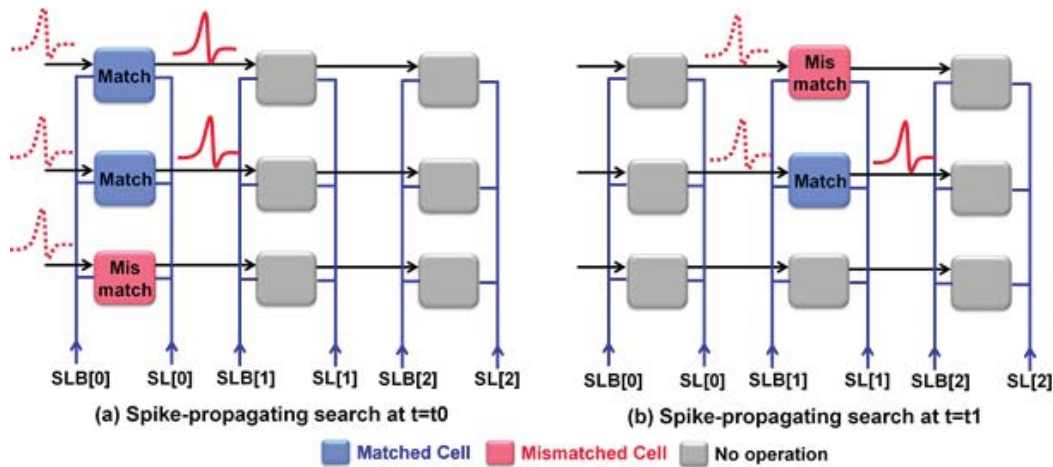 Match
Match
Mis
match
SLB[0] SL[0] SLB[1] SL[1] SLB[2] SL[2]
(a) Spike-propagating search at t=t0
Mis
match
Match
SLB[0] SL[0] SLB[1] SL[1] SLB[2] SL[2]
(b) Spike-propagating search at t=t1
Matched Cell Mismatched Cell No operation